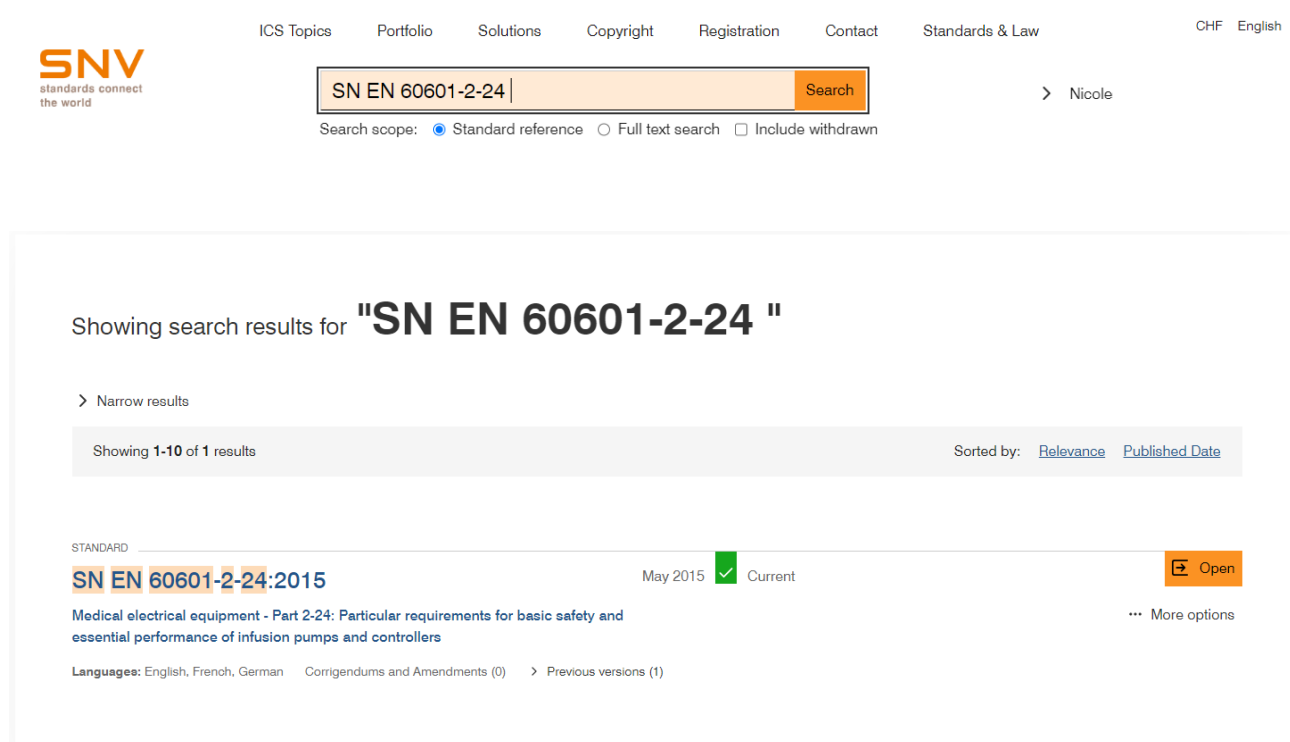 ICS Topics Portfolio Solutions Copyright Registration Contact Standards & Law CHF English
SNV
standards connect
the world
SN EN 60601-2-24 Search
Nicole
Search scope: Standard reference Full text search Include withdrawn
Showing search results for "SN EN 60601-2-24 "
Narrow results
Showing 1-10 of 1 results Sorted by: Relevance Published Date
STANDARD
SN EN 60601-2-24:2015 May 2015 Current Open
Medical electrical equipment - Part 2-24: Particular requirements for basic safety and
essential performance of infusion pumps and controllers
... More options
Languages: English, French, German Corrigendums and Amendments (0) > Previous versions (1)